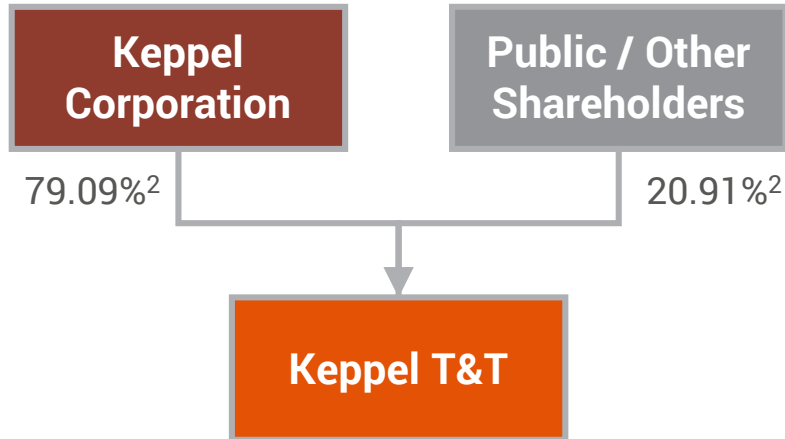 Keppel
Corporation
Public / Other
Shareholders
79.09%²
20.91%²
Keppel T&T